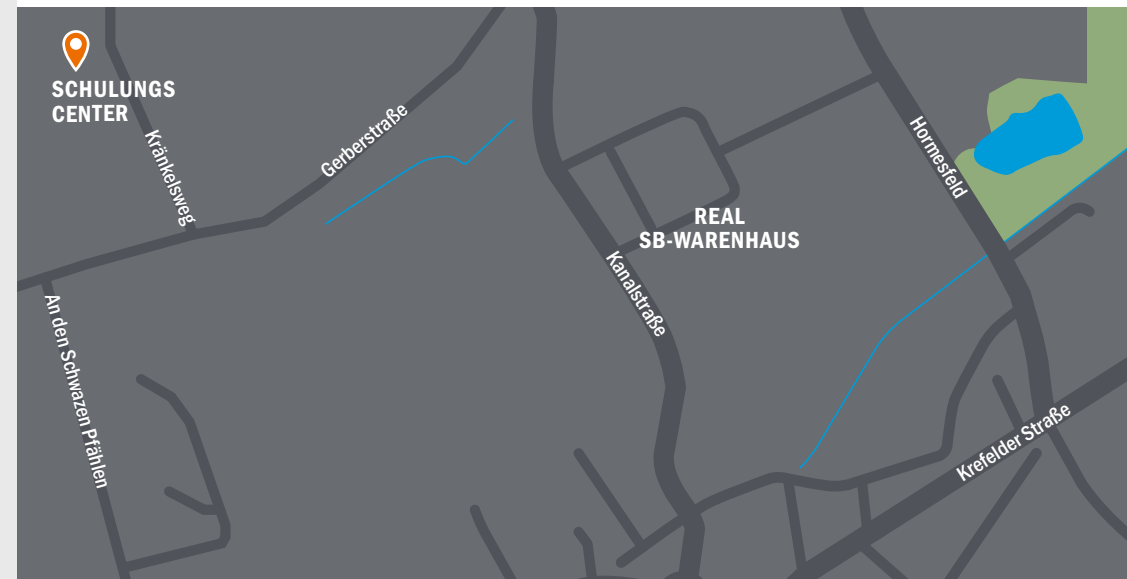 SCHULUNGS
CENTER
Kränkelsweg
Gerberstraße
Hormesfeld
REAL
SB-WARENHAUS
Kanalstraße
An den Schwazen Pfählen
Krefelder Straße